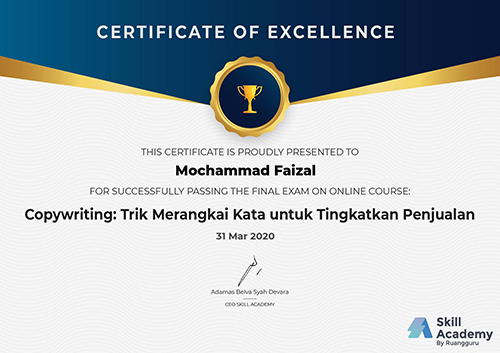 CERTIFICATE OF EXCELLENCE
THIS CERTIFICATE IS PROUDLY PRESENTED TO
Mochammad Faizal
FOR SUCCESSFULLY PASSING THE FINAL EXAM ON ONLINE COURSE:
Copywriting: Trik Merangkai Kata untuk Tingkatkan Penjualan
31 Mar 2020
Adamas Belva Syah Devara
CEO SKILL ACADEMY
Skill
Academy
By Ruangguru